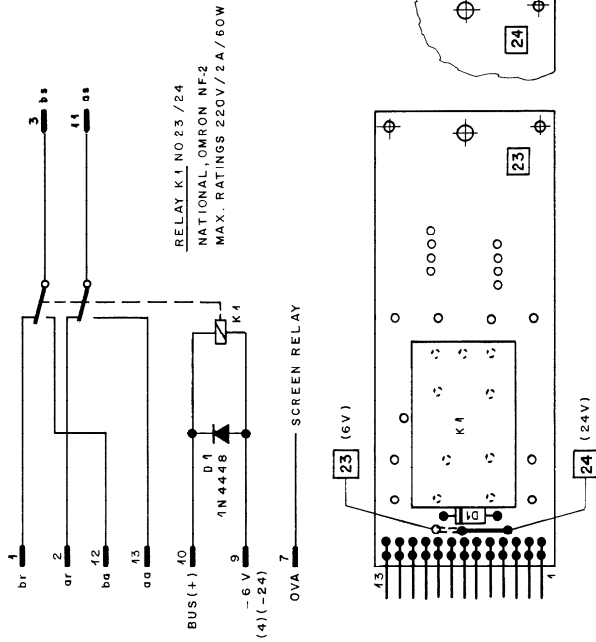 3 bs
11 as
RELAY K1 NO 23/24
NATIONAL, OMRON NF-2
MAX. RATINGS 220V/2A/60W
K1
D1
1N4448
SCREEN RELAY
1 br
2 ar
12 ba
13 aa
10 BUS(+)
9 -6V
(4)(-24)
7 OVA
24
23
K1
D1
23 (6V)
24 (24V)
13
1